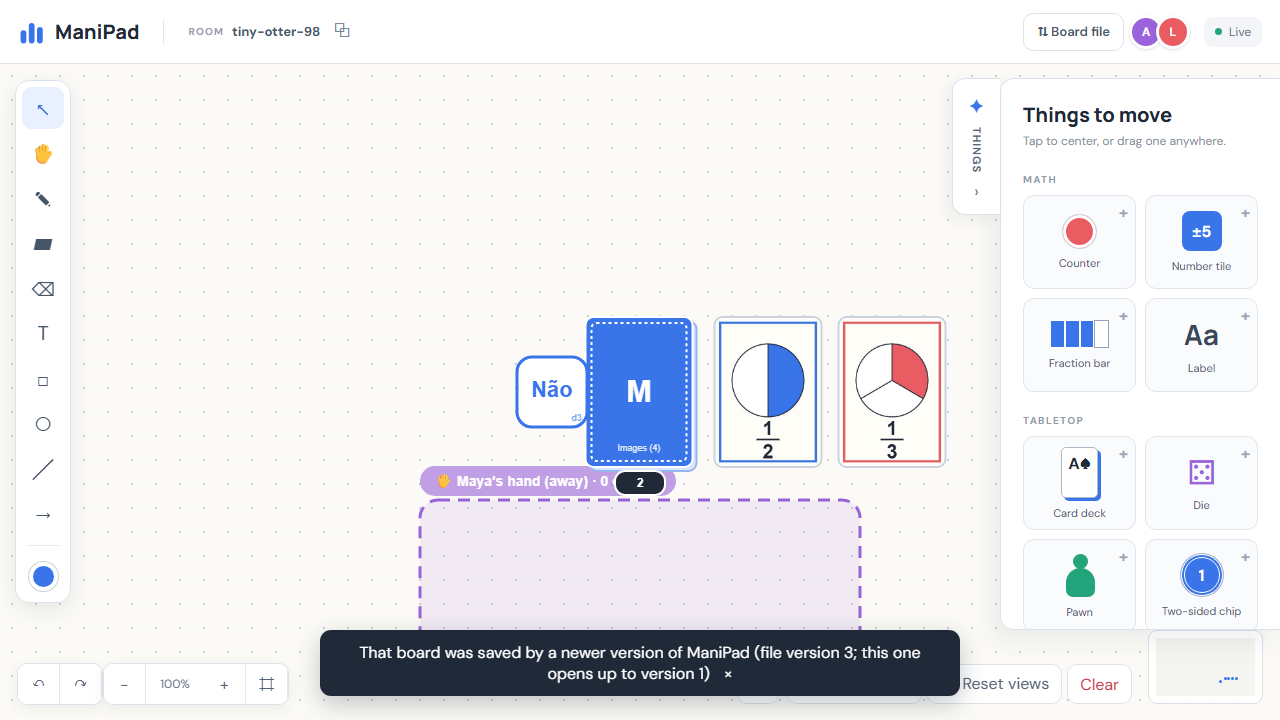 ManiPad
ROOM tiny-otter-98
Board file
A
L
Live
THINGS
Things to move
Tap to center, or drag one anywhere.
MATH
Counter
±5
Number tile
Fraction bar
Aa
Label
TABLETOP
A♠
Card deck
Die
Pawn
1
Two-sided chip
T
Não
d3
M
Images (4)
1
2
1
3
Maya's hand (away) · 0
2
That board was saved by a newer version of ManiPad (file version 3; this one
opens up to version 1) ×
− 100% +
Reset views
Clear